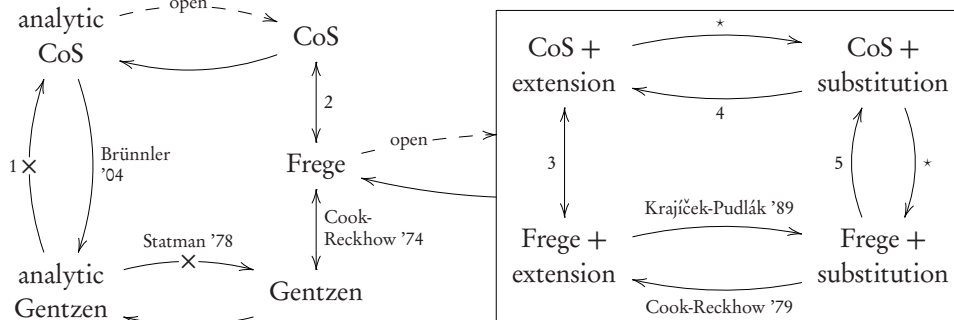 analytic
CoS
open
CoS
1
Brünnler
'04
2
Frege
open
Statman '78
Cook-
Reckhow '74
analytic
Gentzen
Gentzen
CoS +
extension
⋆
CoS +
substitution
4
3
5
⋆
Krajíček-Pudlák '89
Frege +
extension
Frege +
substitution
Cook-Reckhow '79